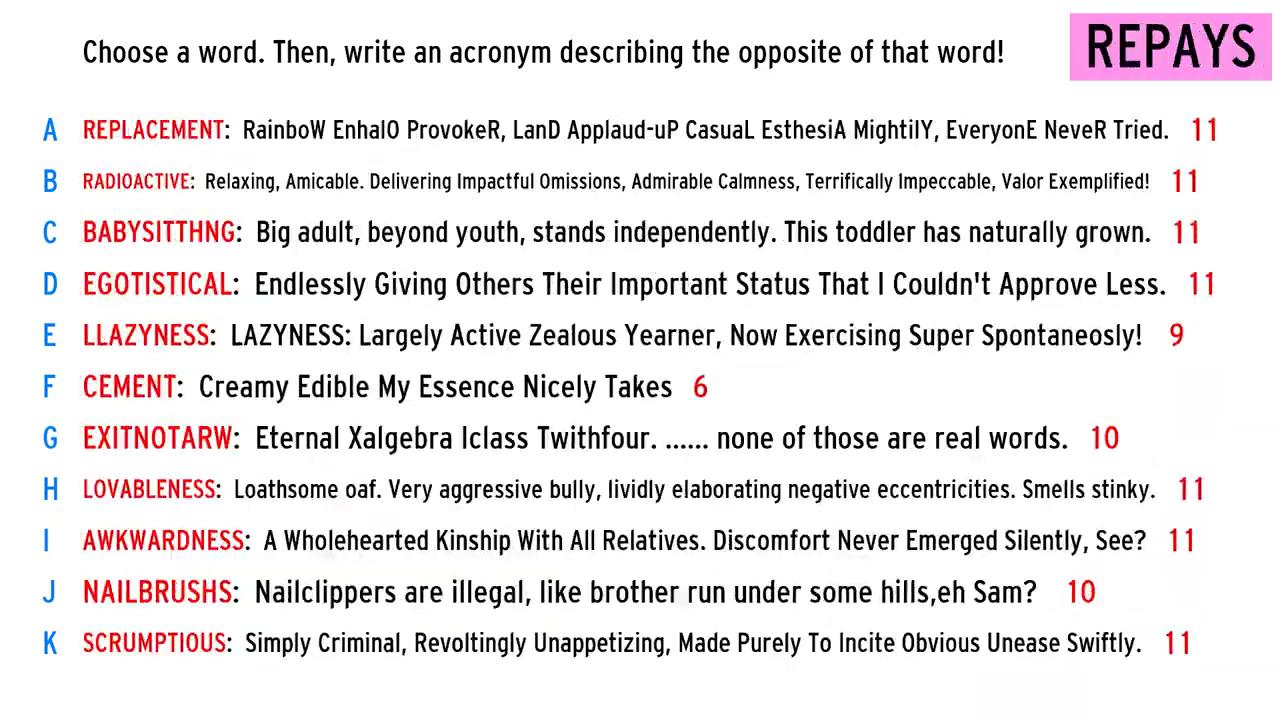 Choose a word. Then, write an acronym describing the opposite of that word!
REPAYS
A REPLACEMENT: RainboW EnhalO ProvokeR, LanD Applaud-uP CasuaL EsthesiA MightilY, EveryonE NeveR Tried. 11
B RADIOACTIVE: Relaxing, Amicable. Delivering Impactful Omissions, Admirable Calmness, Terrifically Impeccable, Valor Exemplified! 11
C BABYSITTHNG: Big adult, beyond youth, stands independently. This toddler has naturally grown. 11
D EGOTISTICAL: Endlessly Giving Others Their Important Status That I Couldn't Approve Less. 11
E LLAZYNESS: LAZYNESS: Largely Active Zealous Yearner, Now Exercising Super Spontaneosly! 9
F CEMENT: Creamy Edible My Essence Nicely Takes 6
G EXITNOTARW: Eternal Xalgebra Iclass Twithfour. ...... none of those are real words. 10
H LOVABLENESS: Loathsome oaf. Very aggressive bully, lividly elaborating negative eccentricities. Smells stinky. 11
I AWKWARDNESS: A Wholehearted Kinship With All Relatives. Discomfort Never Emerged Silently, See? 11
J NAILBRUSHS: Nailclippers are illegal, like brother run under some hills,eh Sam? 10
K SCRUMPTIOUS: Simply Criminal, Revoltingly Unappetizing, Made Purely To Incite Obvious Unease Swiftly. 11